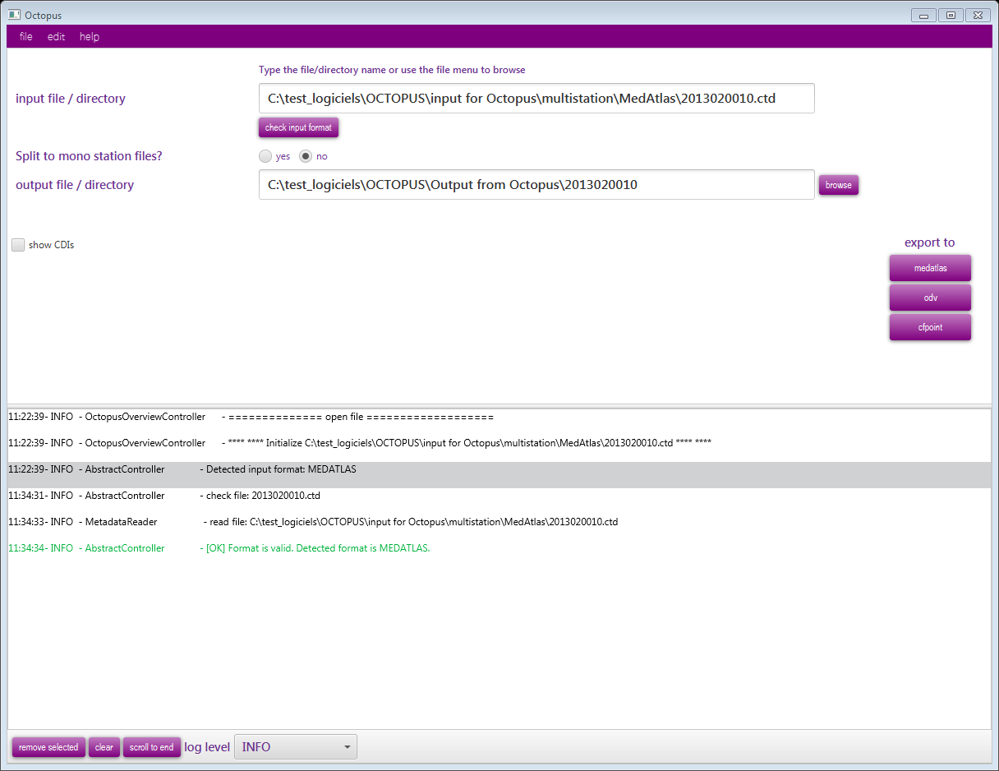 Octopus
file edit help
Type the file/directory name or use the file menu to browse
input file / directory
C:\test_logiciels\OCTOPUS\input for Octopus\multistation\MedAtlas\2013020010.ctd
check input format
Split to mono station files?
yes no
output file / directory
C:\test_logiciels\OCTOPUS\Output from Octopus\2013020010
browse
show CDIs
export to
medatlas
odv
cfpoint
11:22:39- INFO - OctopusOverviewController - ============== open file ===================
11:22:39- INFO - OctopusOverviewController - **** **** Initialize C:\test_logiciels\OCTOPUS\input for Octopus\multistation\MedAtlas\2013020010.ctd **** ****
11:22:39- INFO - AbstractController - Detected input format: MEDATLAS
11:34:31- INFO - AbstractController - check file: 2013020010.ctd
11:34:33- INFO - MetadataReader - read file: C:\test_logiciels\OCTOPUS\input for Octopus\multistation\MedAtlas\2013020010.ctd
11:34:34- INFO - AbstractController - [OK] Format is valid. Detected format is MEDATLAS.
remove selected clear scroll to end log level INFO